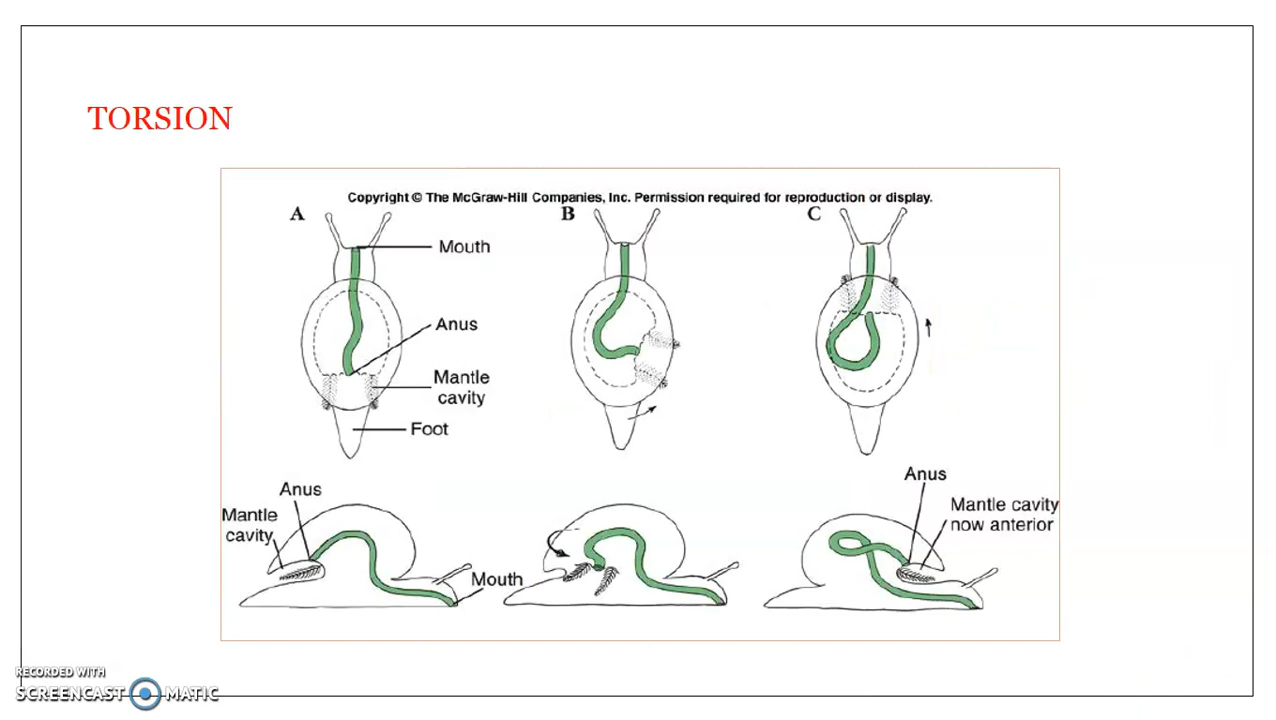 TORSION
Copyright © The McGraw-Hill Companies, Inc. Permission required for reproduction or display.
A
B
C
Mouth
Anus
Mantle
cavity
Foot
Anus
Mantle
cavity
Mouth
Anus
Mantle cavity
now anterior
RECORDED WITH
SCREENCAST MATIC